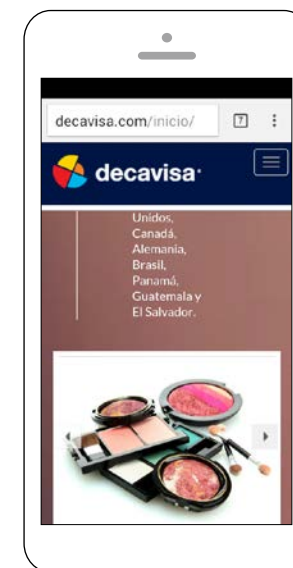 decavisa.com/inicio/
7
decavisa
Unidos,
Canadá,
Alemania,
Brasil,
Panamá,
Guatemala y
El Salvador.